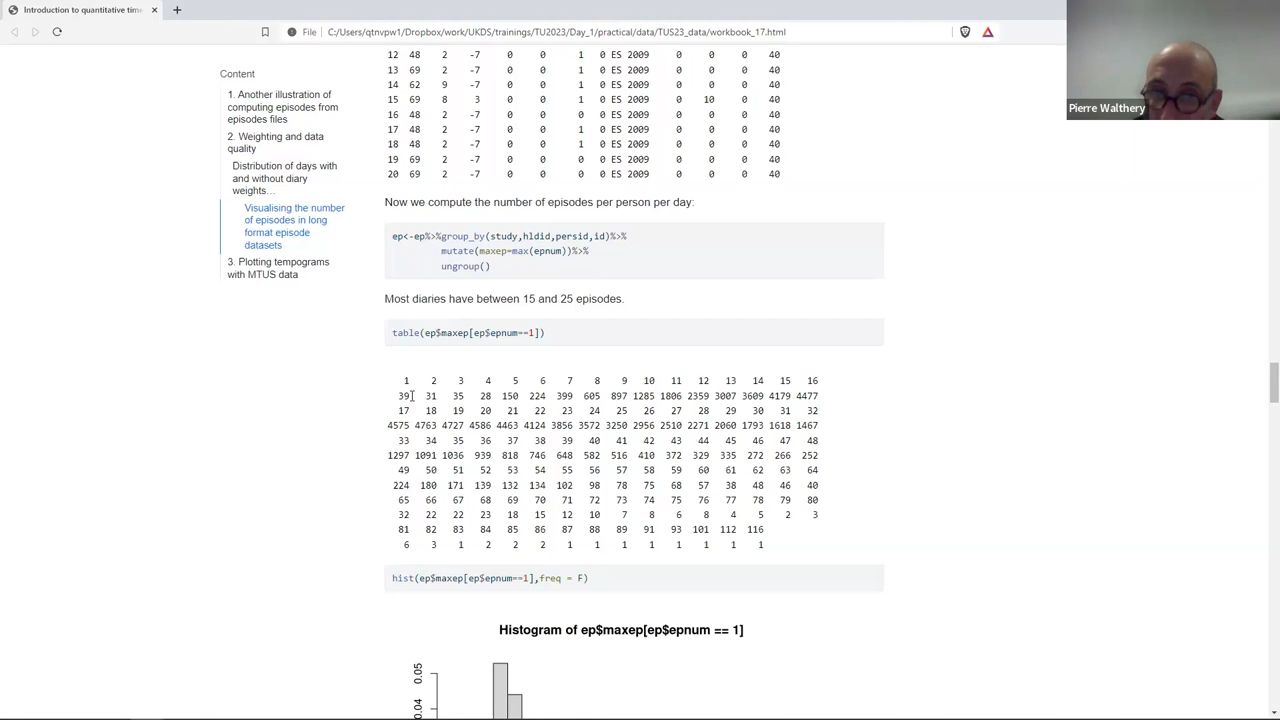 Introduction to quantitative time
File
C:/Users/qtnvpw1/Dropbox/work/UKDS/trainings/TU2023/Day_1/practical/data/TUS23_data/workbook_17.html
Pierre Walthery
Content
1. Another illustration of
computing episodes from
episodes files
2. Weighting and data
quality
Distribution of days with
and without diary
weights…
Visualising the number
of episodes in long
format episode
datasets
3. Plotting tempograms
with MTUS data
12 48 2 -7 0 0 1 0 ES 2009 0 0 0 40
13 69 2 -7 0 0 1 0 ES 2009 0 0 0 40
14 62 9 -7 0 0 1 0 ES 2009 0 0 0 40
15 69 8 3 0 0 1 0 ES 2009 0 10 0 40
16 48 2 -7 0 0 0 0 ES 2009 0 0 0 40
17 48 2 -7 0 0 1 0 ES 2009 0 0 0 40
18 48 2 -7 0 0 1 0 ES 2009 0 0 0 40
19 69 2 -7 0 0 0 0 ES 2009 0 0 0 40
20 69 2 -7 0 0 0 0 ES 2009 0 0 0 40
Now we compute the number of episodes per person per day:
ep<-ep%>%group_by(study,hldid,persid,id)%>%
mutate(maxep=max(epnum))%>%
ungroup()
Most diaries have between 15 and 25 episodes.
table(ep$maxep[ep$epnum==1])
1 2 3 4 5 6 7 8 9 10 11 12 13 14 15 16
39 31 35 28 150 224 399 605 897 1285 1806 2359 3007 3609 4179 4477
17 18 19 20 21 22 23 24 25 26 27 28 29 30 31 32
4575 4763 4727 4586 4463 4124 3856 3572 3250 2956 2510 2271 2060 1793 1618 1467
33 34 35 36 37 38 39 40 41 42 43 44 45 46 47 48
1297 1091 1036 939 818 746 648 582 516 410 372 329 335 272 266 252
49 50 51 52 53 54 55 56 57 58 59 60 61 62 63 64
224 180 171 139 132 134 102 98 78 75 68 57 38 48 46 40
65 66 67 68 69 70 71 72 73 74 75 76 77 78 79 80
32 22 22 23 18 15 12 10 7 8 6 8 4 5 2 3
81 82 83 84 85 86 87 88 89 91 93 101 112 116
6 3 1 2 2 2 1 1 1 1 1 1 1 1
hist(ep$maxep[ep$epnum==1],freq = F)
Histogram of ep$maxep[ep$epnum == 1]
0.05
0.04